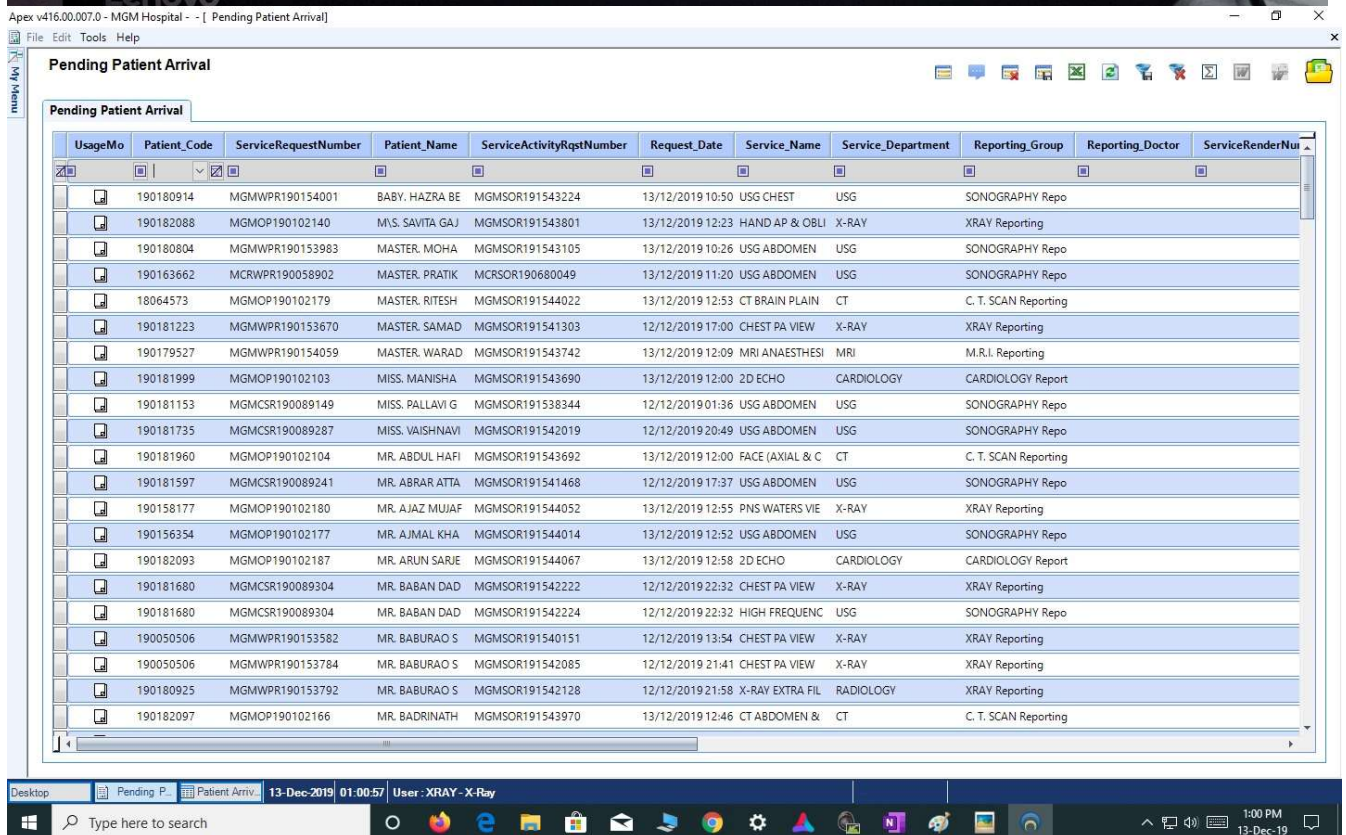 Lenovo
Apex v416.00.007.0 - MGM Hospital - - [ Pending Patient Arrival]
File Edit Tools Help
My Menu
Pending Patient Arrival
Pending Patient Arrival
UsageMo Patient_Code ServiceRequestNumber Patient_Name ServiceActivityRqstNumber Request_Date Service_Name Service_Department Reporting_Group Reporting_Doctor ServiceRenderNu
190180914 MGMWPR190154001 BABY. HAZRA BE MGMSOR191543224 13/12/2019 10:50 USG CHEST USG SONOGRAPHY Repo
190182088 MGMOP190102140 M\S. SAVITA GAJ MGMSOR191543801 13/12/2019 12:23 HAND AP & OBLI X-RAY XRAY Reporting
190180804 MGMWPR190153983 MASTER. MOHA MGMSOR191543105 13/12/2019 10:26 USG ABDOMEN USG SONOGRAPHY Repo
190163662 MCRWPR190058902 MASTER. PRATIK MCRSOR190680049 13/12/2019 11:20 USG ABDOMEN USG SONOGRAPHY Repo
18064573 MGMOP190102179 MASTER. RITESH MGMSOR191544022 13/12/2019 12:53 CT BRAIN PLAIN CT C. T. SCAN Reporting
190181223 MGMWPR190153670 MASTER. SAMAD MGMSOR191541303 12/12/2019 17:00 CHEST PA VIEW X-RAY XRAY Reporting
190179527 MGMWPR190154059 MASTER. WARAD MGMSOR191543742 13/12/2019 12:09 MRI ANAESTHESI MRI M.R.I. Reporting
190181999 MGMOP190102103 MISS. MANISHA MGMSOR191543690 13/12/2019 12:00 2D ECHO CARDIOLOGY CARDIOLOGY Report
190181153 MGMCSR190089149 MISS. PALLAVI G MGMSOR191538344 12/12/2019 01:36 USG ABDOMEN USG SONOGRAPHY Repo
190181735 MGMCSR190089287 MISS. VAISHNAVI MGMSOR191542019 12/12/2019 20:49 USG ABDOMEN USG SONOGRAPHY Repo
190181960 MGMOP190102104 MR. ABDUL HAFI MGMSOR191543692 13/12/2019 12:00 FACE (AXIAL & C CT C. T. SCAN Reporting
190181597 MGMCSR190089241 MR. ABRAR ATTA MGMSOR191541468 12/12/2019 17:37 USG ABDOMEN USG SONOGRAPHY Repo
190158177 MGMOP190102180 MR. AJAZ MUJAF MGMSOR191544052 13/12/2019 12:55 PNS WATERS VIE X-RAY XRAY Reporting
190156354 MGMOP190102177 MR. AJMAL KHA MGMSOR191544014 13/12/2019 12:52 USG ABDOMEN USG SONOGRAPHY Repo
190182093 MGMOP190102187 MR. ARUN SARJE MGMSOR191544067 13/12/2019 12:58 2D ECHO CARDIOLOGY CARDIOLOGY Report
190181680 MGMCSR190089304 MR. BABAN DAD MGMSOR191542222 12/12/2019 22:32 CHEST PA VIEW X-RAY XRAY Reporting
190181680 MGMCSR190089304 MR. BABAN DAD MGMSOR191542224 12/12/2019 22:32 HIGH FREQUENC USG SONOGRAPHY Repo
190050506 MGMWPR190153582 MR. BABURAO S MGMSOR191540151 12/12/2019 13:54 CHEST PA VIEW X-RAY XRAY Reporting
190050506 MGMWPR190153784 MR. BABURAO S MGMSOR191542085 12/12/2019 21:41 CHEST PA VIEW X-RAY XRAY Reporting
190180925 MGMWPR190153792 MR. BABURAO S MGMSOR191542128 12/12/2019 21:58 X-RAY EXTRA FIL RADIOLOGY XRAY Reporting
190182097 MGMOP190102166 MR. BADRINATH MGMSOR191543970 13/12/2019 12:46 CT ABDOMEN & CT C. T. SCAN Reporting
Desktop Pending P... Patient Arriv... 13-Dec-2019 01:00:57 User : XRAY - X-Ray
Type here to search 1:00 PM
13-Dec-19